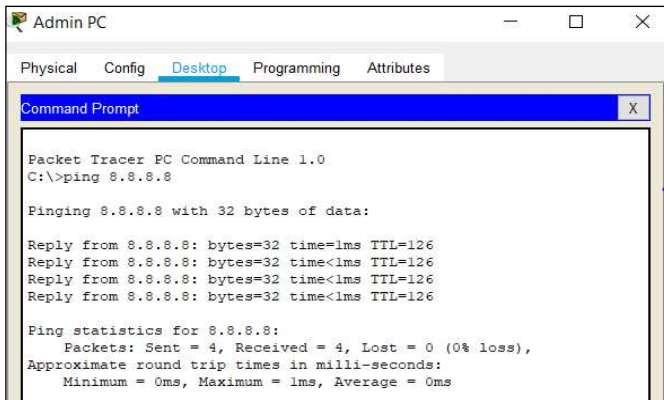 Admin PC
Physical Config Desktop Programming Attributes
Command Prompt
X
Packet Tracer PC Command Line 1.0
C:\>ping 8.8.8.8
Pinging 8.8.8.8 with 32 bytes of data:
Reply from 8.8.8.8: bytes=32 time=1ms TTL=126
Reply from 8.8.8.8: bytes=32 time<1ms TTL=126
Reply from 8.8.8.8: bytes=32 time<1ms TTL=126
Reply from 8.8.8.8: bytes=32 time<1ms TTL=126
Ping statistics for 8.8.8.8:
Packets: Sent = 4, Received = 4, Lost = 0 (0% loss),
Approximate round trip times in milli-seconds:
Minimum = 0ms, Maximum = 1ms, Average = 0ms